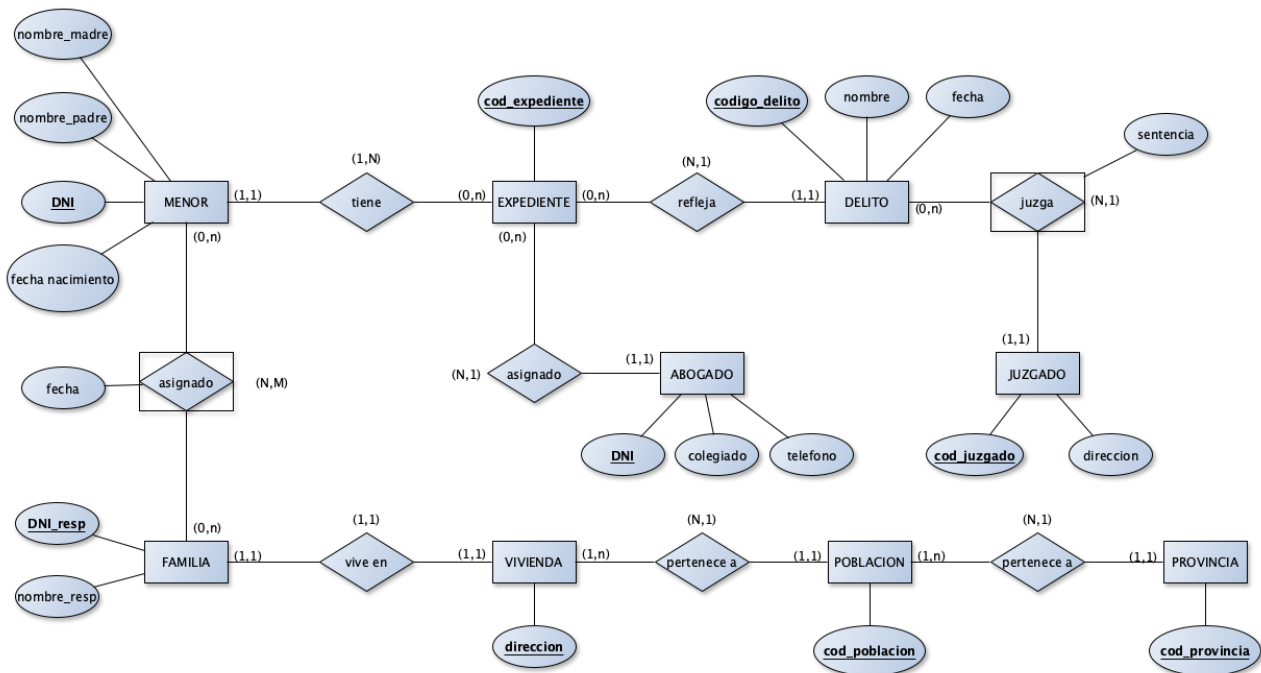 nombre_madre
nombre_padre
DNI
fecha nacimiento
MENOR
(1,1)
(0,n)
(1,N)
tiene
cod_expediente
(0,n)
EXPEDIENTE
(0,n)
(0,n)
(N,1)
refleja
codigo_delito
nombre
fecha
(1,1)
DELITO
(0,n)
sentencia
juzga
(N,1)
fecha
asignado
(N,M)
(N,1)
asignado
(1,1)
ABOGADO
DNI
colegiado
telefono
(1,1)
JUZGADO
cod_juzgado
direccion
DNI_resp
nombre_resp
(0,n)
FAMILIA
(1,1)
(1,1)
vive en
(1,1)
VIVIENDA
(1,n)
direccion
(N,1)
pertenece a
(1,1)
POBLACION
(1,n)
cod_poblacion
(N,1)
pertenece a
(1,1)
PROVINCIA
cod_provincia